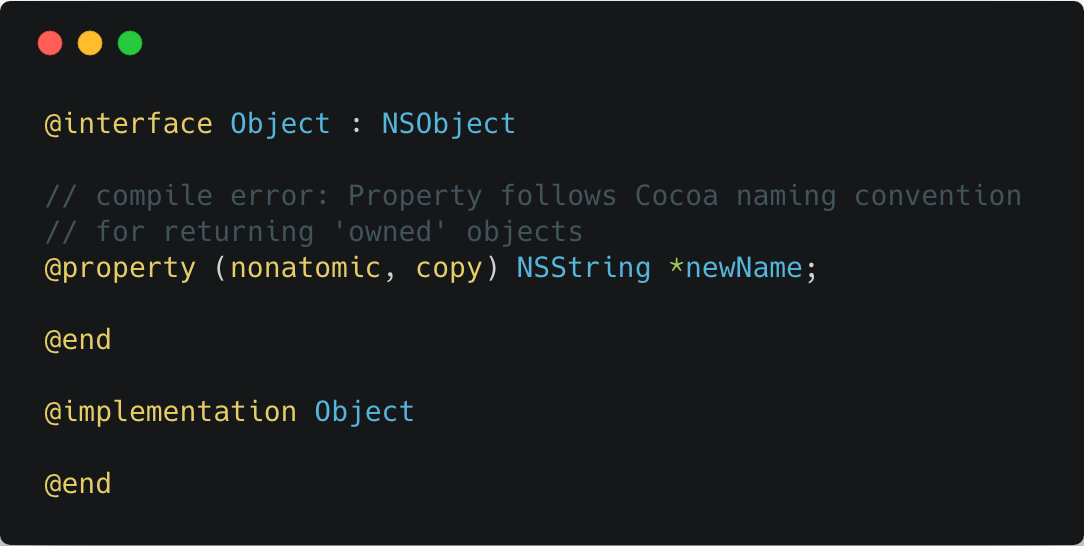 @interface Object : NSObject
// compile error: Property follows Cocoa naming convention
// for returning 'owned' objects
@property (nonatomic, copy) NSString *newName;
@end
@implementation Object
@end